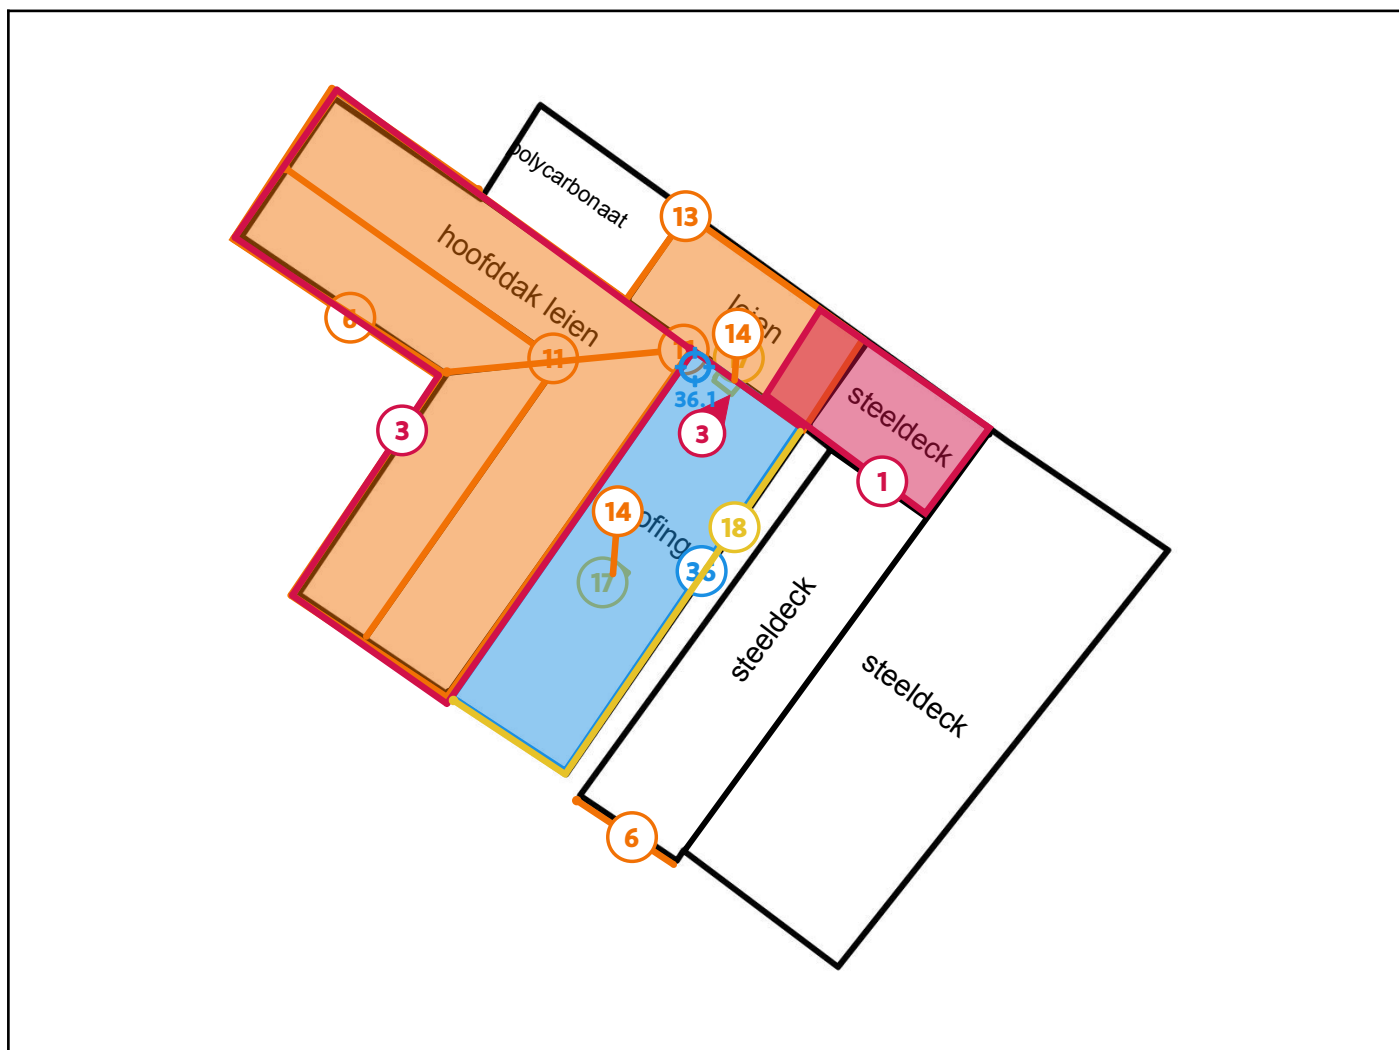 polycarbonaat
13
hoofddak leien
leien
6
11
11
14
36.1
3
3
steeldeck
1
14
ofing
18
36
17
steeldeck
steeldeck
6